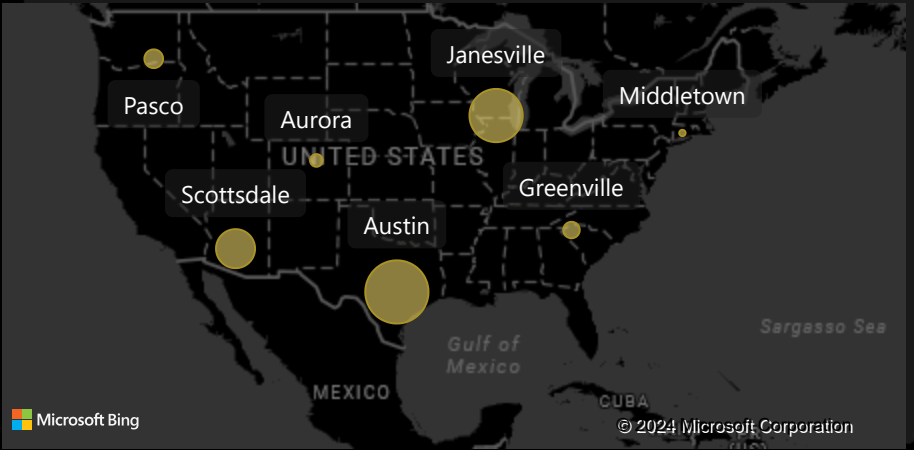 Janesville
Middletown
Pasco
Aurora
UNITED STATES
Scottsdale
Greenville
Austin
Sargasso Sea
Gulf of
Mexico
MEXICO
CUBA
Microsoft Bing
© 2024 Microsoft Corporation
(US)